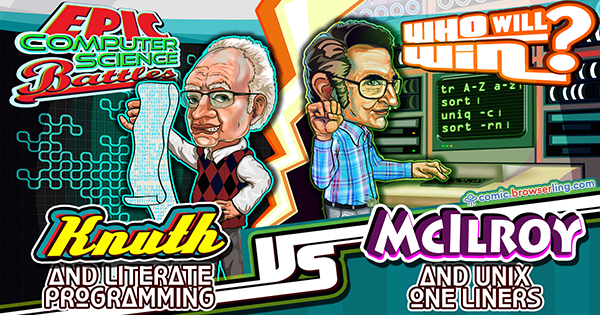 EPIC
COMPUTER
SCIENCE
Battles
WHO WILL
WIN?
tr A-Z a-z|
sort|
uniq -c|
sort -rn|
comic.browserling.com
Knuth
AND LITERATE
PROGRAMMING
VS
McILROY
AND UNIX
ONE LINERS